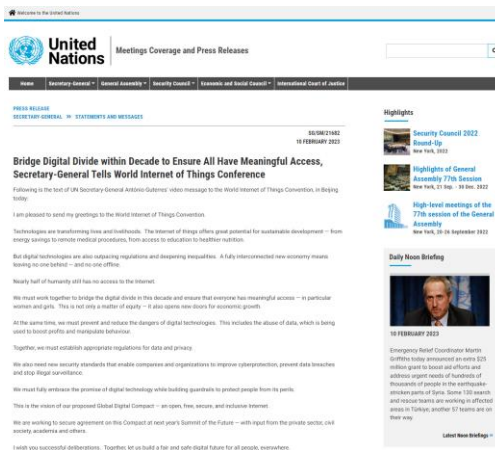 Welcome to the United Nations
United
Nations
Meetings Coverage and Press Releases
Home
Secretary-General
General Assembly
Security Council
Economic and Social Council
International Court of Justice
PRESS RELEASE
SECRETARY-GENERAL
STATEMENTS AND MESSAGES
SG/SM/21682
10 FEBRUARY 2023
Bridge Digital Divide within Decade to Ensure All Have Meaningful Access,
Secretary-General Tells World Internet of Things Conference
Following is the text of UN Secretary-General António Guterres' video message to the World Internet of Things Convention, in Beijing
today:
I am pleased to send my greetings to the World Internet of Things Convention.
Technologies are transforming lives and livelihoods. The Internet of things offers great potential for sustainable development — from
energy savings to remote medical procedures, from access to education to healthier nutrition.
But digital technologies are also outpacing regulations and deepening inequalities. A fully interconnected new economy means
leaving no one behind — and no one offline.
Nearly half of humanity still has no access to the Internet.
We must work together to bridge the digital divide in this decade and ensure that everyone has meaningful access — in particular
women and girls. This is not only a matter of equity — it also opens new doors for economic growth.
At the same time, we must prevent and reduce the dangers of digital technologies. This includes the abuse of data, which is being
used to boost profits and manipulate behaviour.
Together, we must establish appropriate regulations for data and privacy.
We also need new security standards that enable companies and organizations to improve cyberprotection, prevent data breaches
and stop illegal surveillance.
We must fully embrace the promise of digital technology while building guardrails to protect people from its perils.
This is the vision of our proposed Global Digital Compact — an open, free, secure, and inclusive Internet.
We are working to secure agreement on this Compact at next year's Summit of the Future — with input from the private sector, civil
society, academia and others.
I wish you successful deliberations. Together, let us build a fair and safe digital future for all people, everywhere.
Highlights
Security Council 2022
Round-Up
New York, 2022
Highlights of General
Assembly 77th Session
New York, 21 Sep. - 30 Dec. 2022
High-level meetings of the
77th session of the General
Assembly
New York, 20-26 September 2022
Daily Noon Briefing
10 FEBRUARY 2023
Emergency Relief Coordinator Martin
Griffiths today announced an extra $25
million grant to boost aid efforts and
address urgent needs of hundreds of
thousands of people in the earthquake-
stricken parts of Syria. Some 130 search
and rescue teams are working in affected
areas in Türkiye; another 57 teams are on
their way.
Latest Noon Briefings